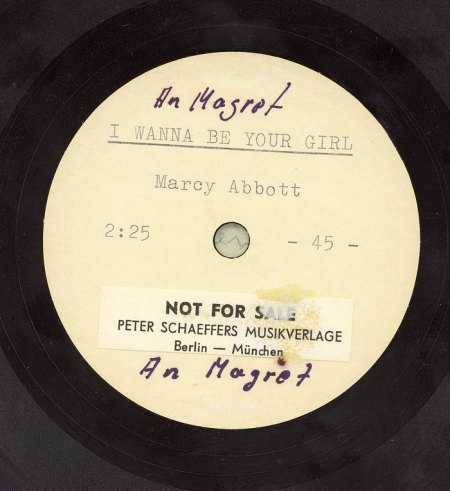 An Magret
I WANNA BE YOUR GIRL
Marcy Abbott
2:25 - 45 -
NOT FOR SALE
PETER SCHAEFFERS MUSIKVERLAGE
Berlin — München
An Magret